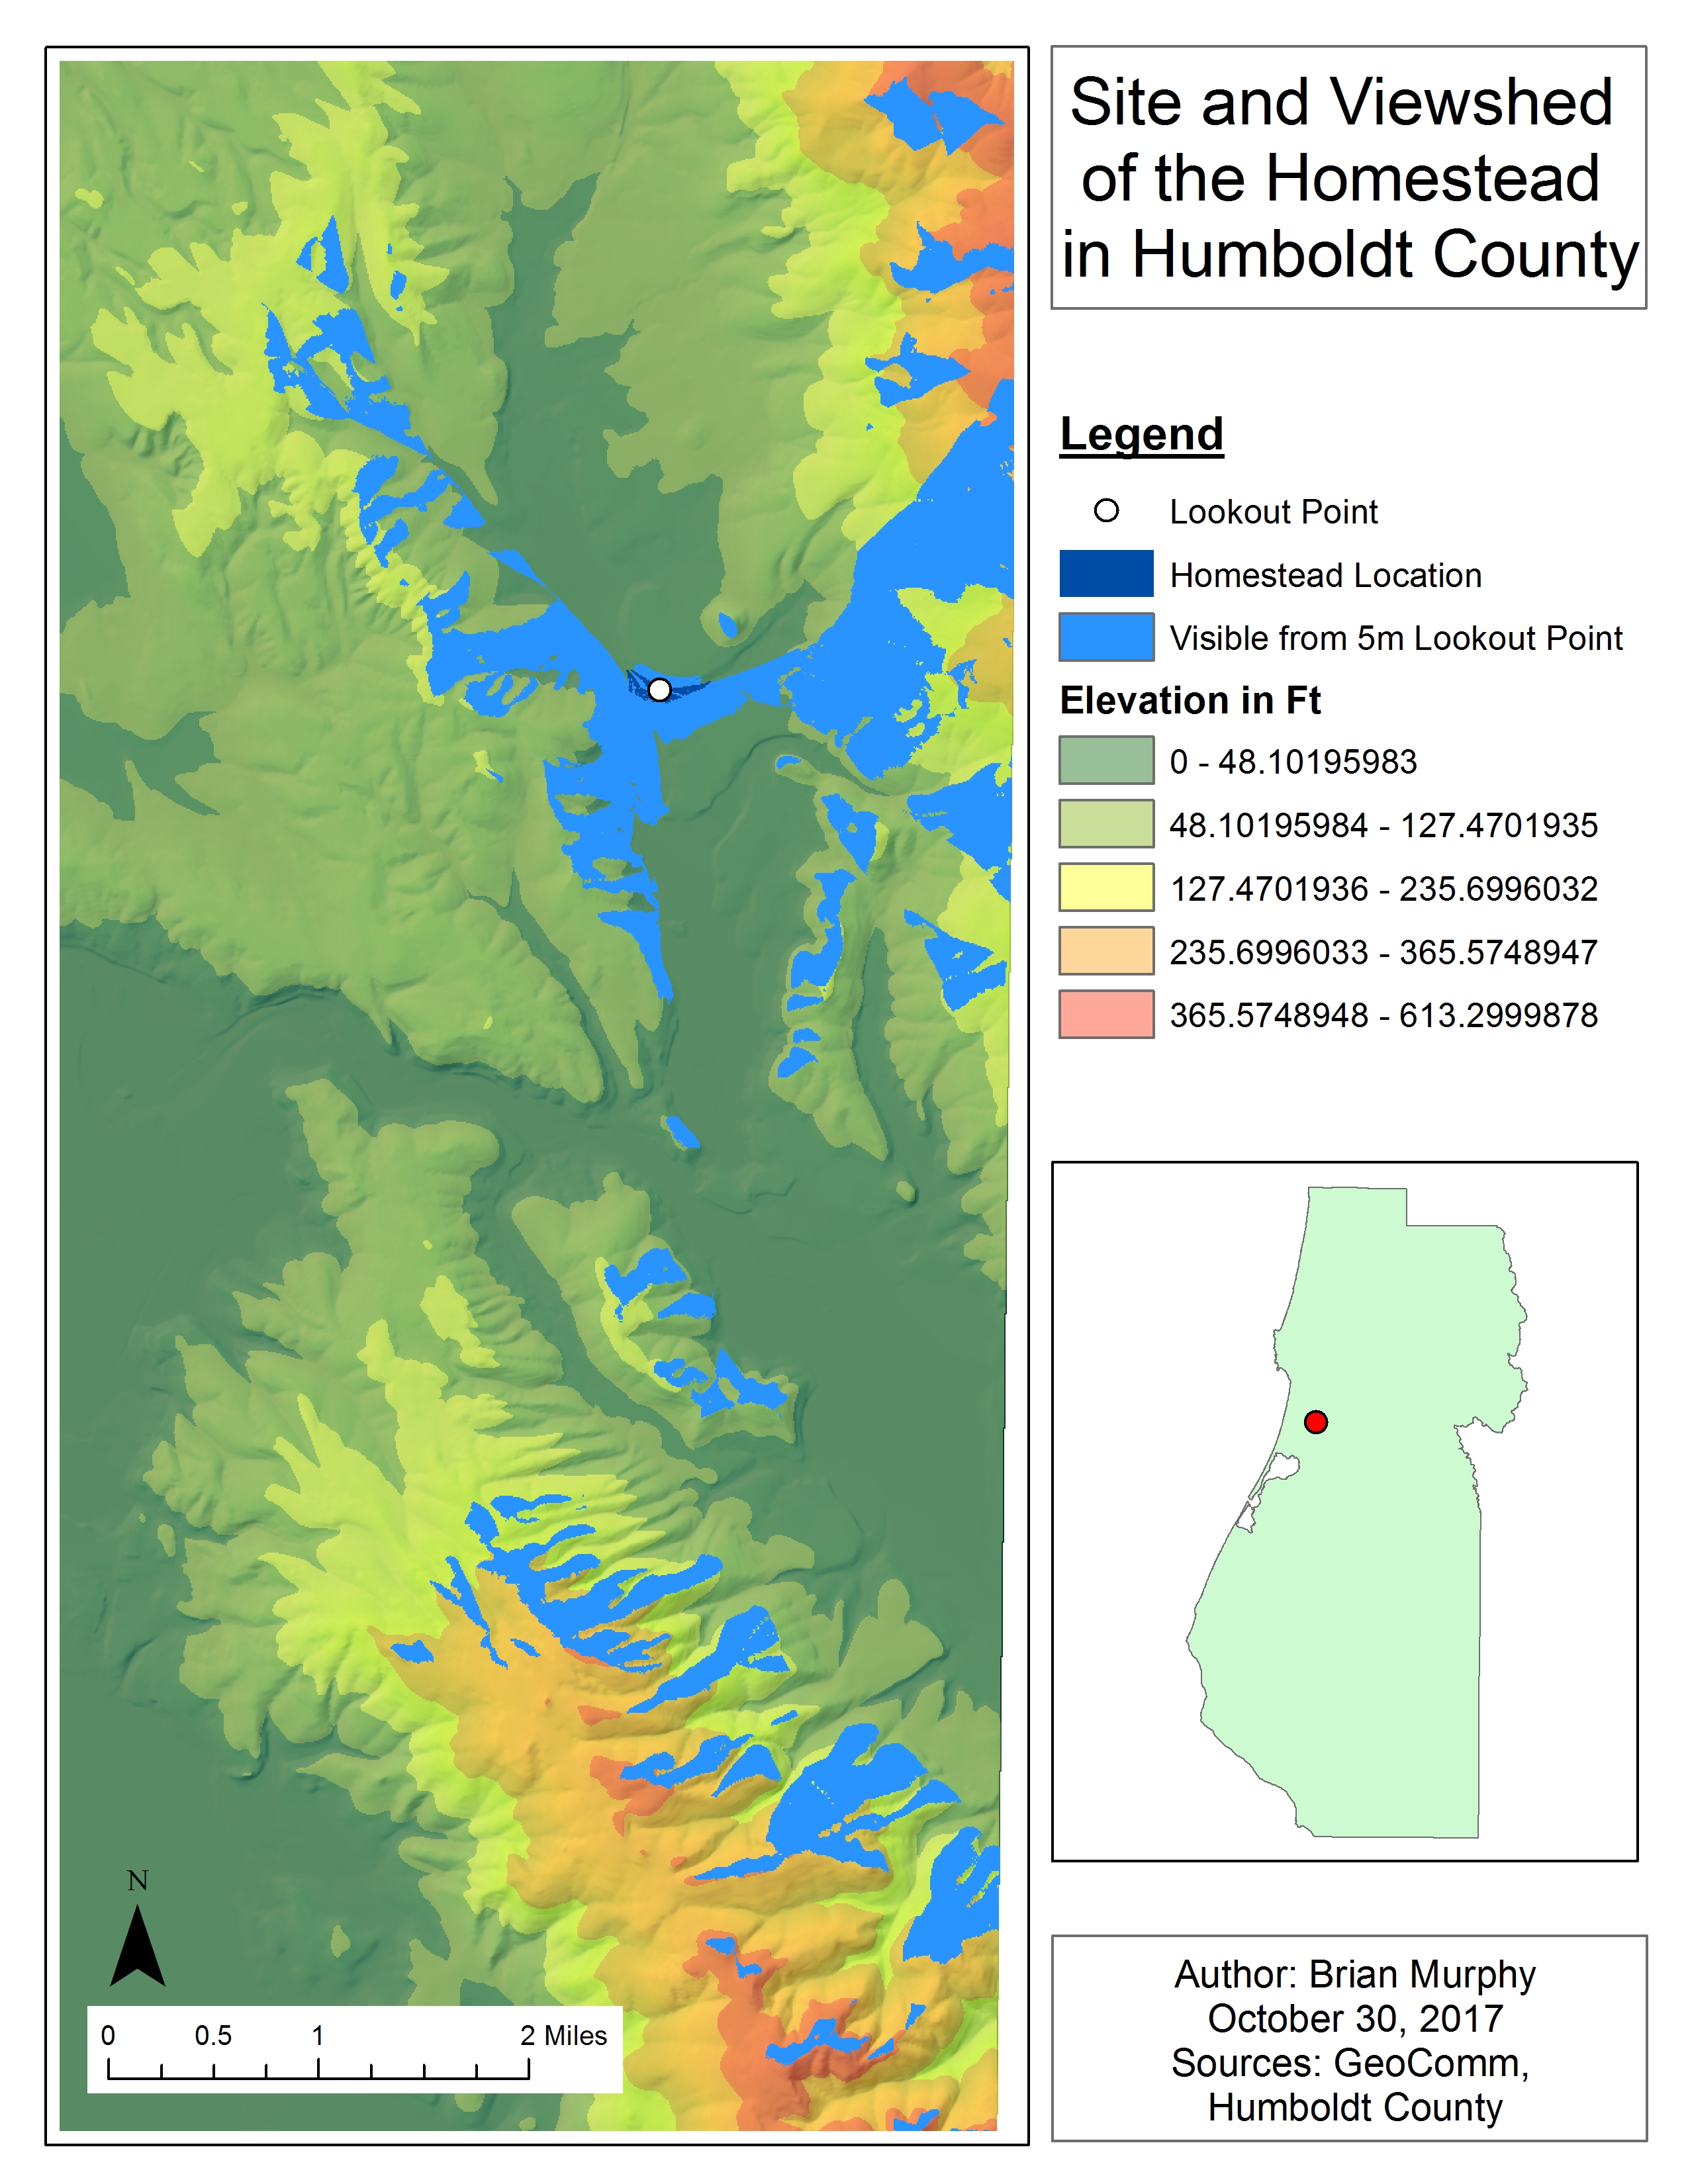 Site and Viewshed
of the Homestead
in Humboldt County
Legend
Lookout Point
Homestead Location
Visible from 5m Lookout Point
Elevation in Ft
0 - 48.10195983
48.10195984 - 127.4701935
127.4701936 - 235.6996032
235.6996033 - 365.5748947
365.5748948 - 613.2999878
N
0 0.5 1 2 Miles
Author: Brian Murphy
October 30, 2017
Sources: GeoComm,
Humboldt County